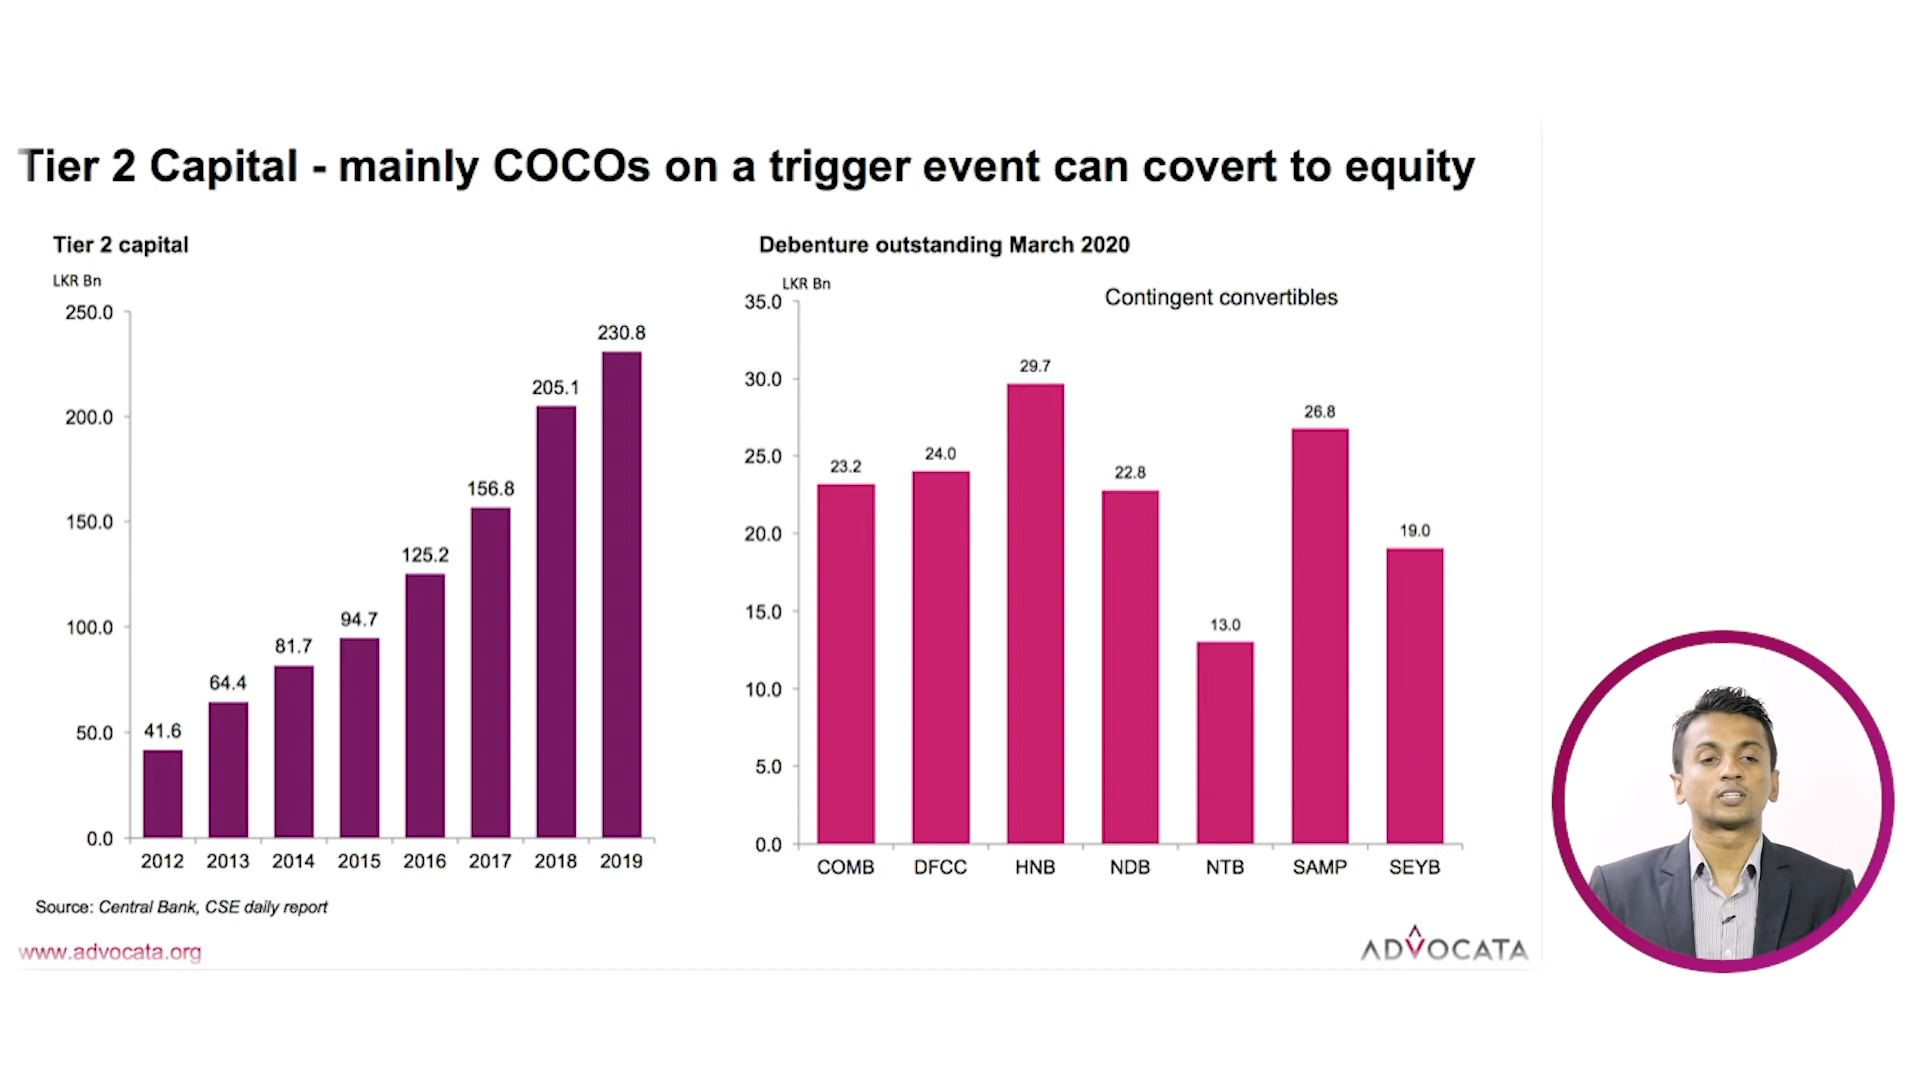 Tier 2 Capital - mainly COCOs on a trigger event can covert to equity
Tier 2 capital
LKR Bn
250.0
200.0
150.0
100.0
50.0
0.0
41.6
64.4
81.7
94.7
125.2
156.8
205.1
230.8
2012 2013 2014 2015 2016 2017 2018 2019
Debenture outstanding March 2020
LKR Bn
Contingent convertibles
35.0
30.0
25.0
20.0
15.0
10.0
5.0
0.0
23.2
24.0
29.7
22.8
13.0
26.8
19.0
COMB DFCC HNB NDB NTB SAMP SEYB
Source: Central Bank, CSE daily report
www.advocata.org
ADVOCATA